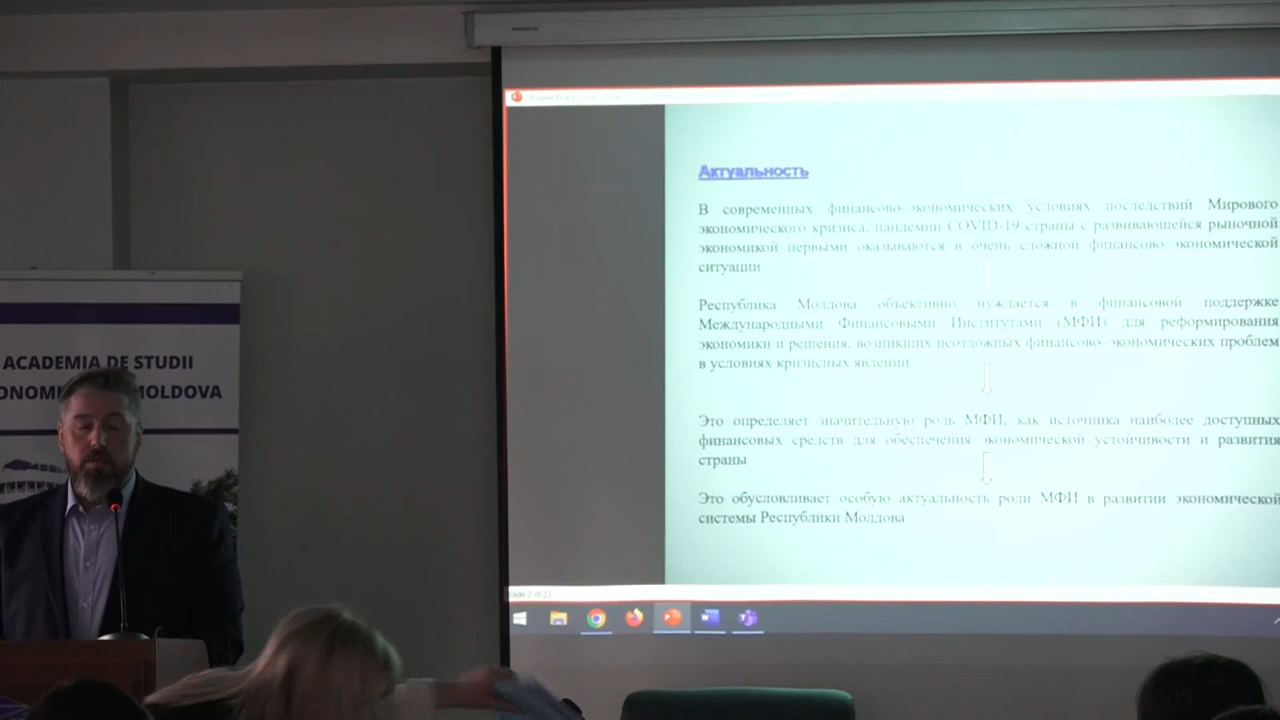 Актуальность
В современных финансово-экономических условиях последствий Мирового
экономического кризиса, пандемии COVID-19 страны с развивающейся рыночной
экономикой первыми оказываются в очень сложной финансово-экономической
ситуации
Республика Молдова объективно нуждается в финансовой поддержке
Международными Финансовыми Институтами (МФИ) для реформирования
экономики и решения, возникших неотложных финансово-экономических проблем
в условиях кризисных явлений
Это определяет значительную роль МФИ, как источника наиболее доступных
финансовых средств для обеспечения экономической устойчивости и развития
страны
Это обусловливает особую актуальность роли МФИ в развитии экономической
системы Республики Молдова
Slide 2 of 23
ACADEMIA DE STUDII
ONOMI MOLDOVA